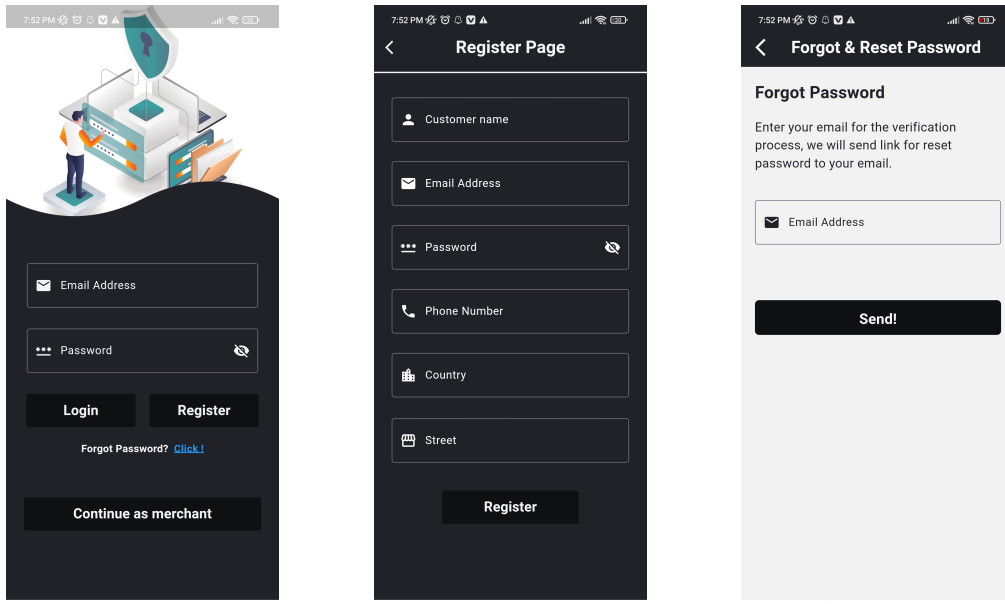 7:52 PM
Email Address
*** Password
Login
Register
Forgot Password? Click !
Continue as merchant
7:52 PM
20
Register Page
Customer name
Email Address
*** Password
Phone Number
Country
Street
Register
7:52 PM
19
Forgot & Reset Password
Forgot Password
Enter your email for the verification
process, we will send link for reset
password to your email.
Email Address
Send!